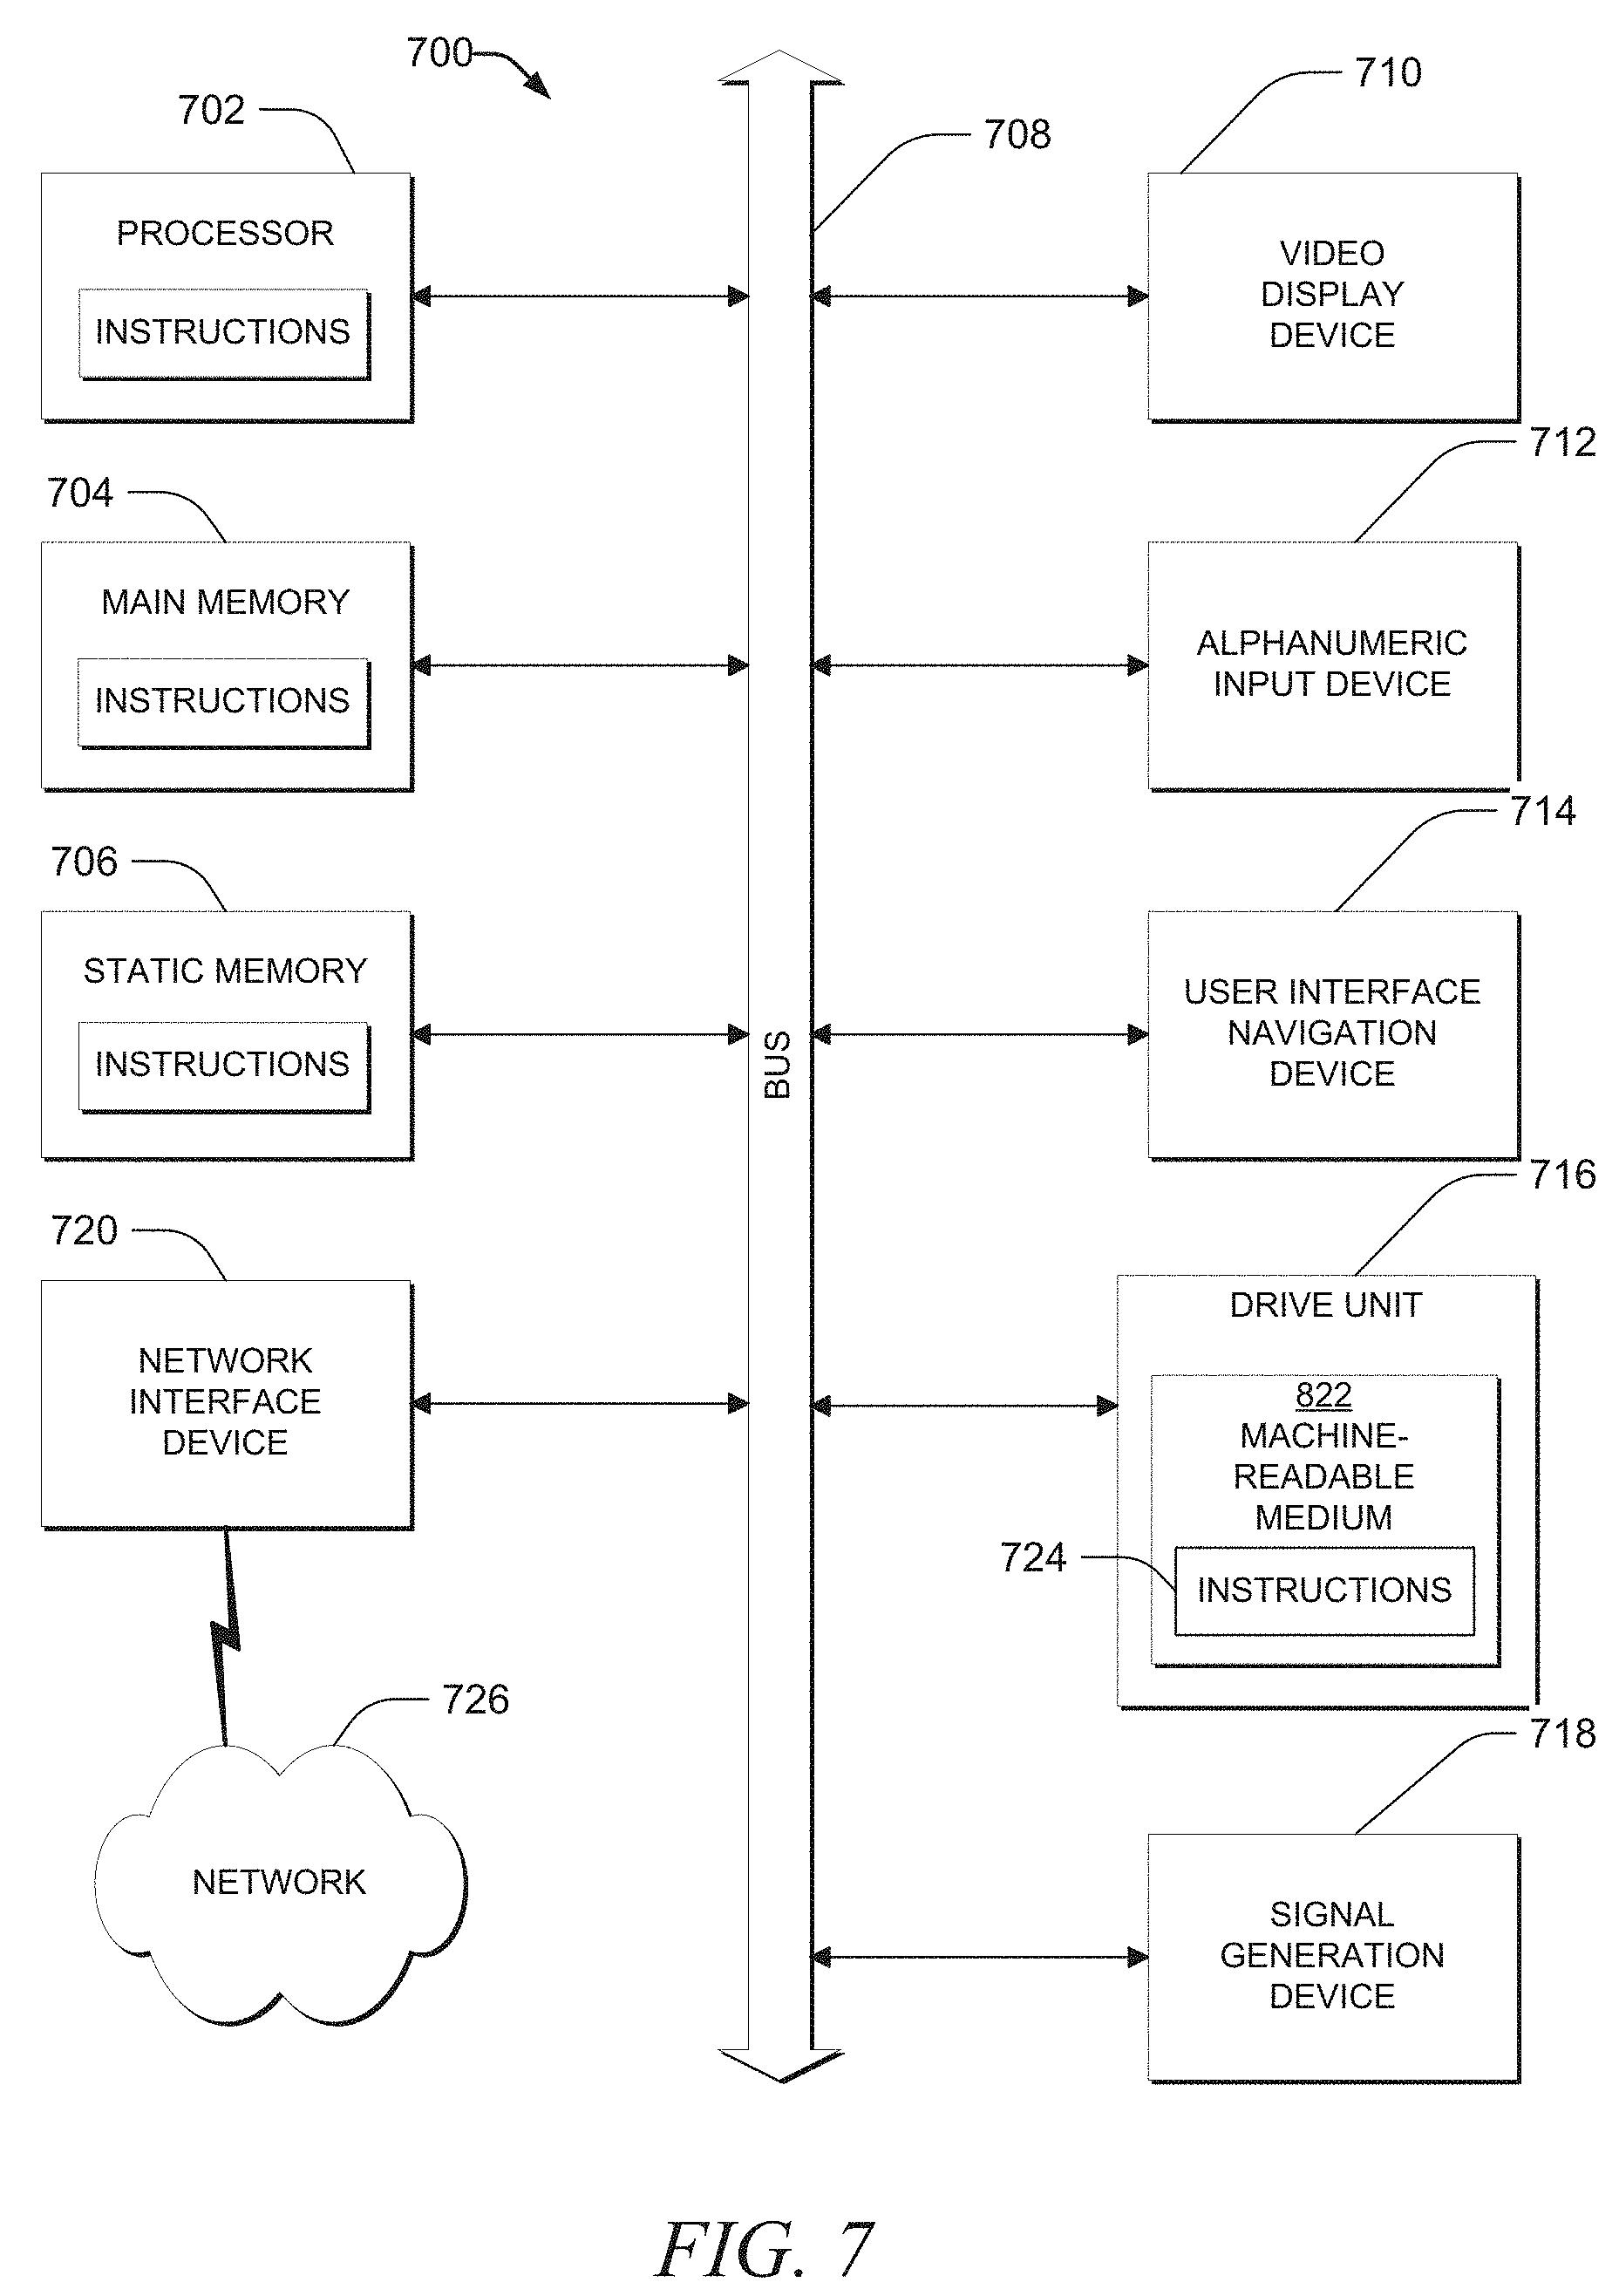 700
702
PROCESSOR
INSTRUCTIONS
704
MAIN MEMORY
INSTRUCTIONS
706
STATIC MEMORY
INSTRUCTIONS
720
NETWORK
INTERFACE
DEVICE
726
NETWORK
708
BUS
710
VIDEO
DISPLAY
DEVICE
712
ALPHANUMERIC
INPUT DEVICE
714
USER INTERFACE
NAVIGATION
DEVICE
716
DRIVE UNIT
822
MACHINE-
READABLE
MEDIUM
724
INSTRUCTIONS
718
SIGNAL
GENERATION
DEVICE
FIG. 7